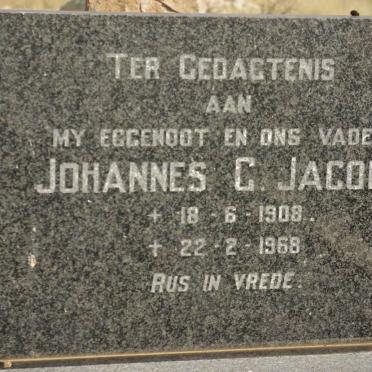 TER GEDAGTENIS
AAN
MY EGGENOOT EN ONS VADE
JOHANNES C. JACO
+ 18-6-1908.
+ 22-2-1968
RUS IN VREDE.